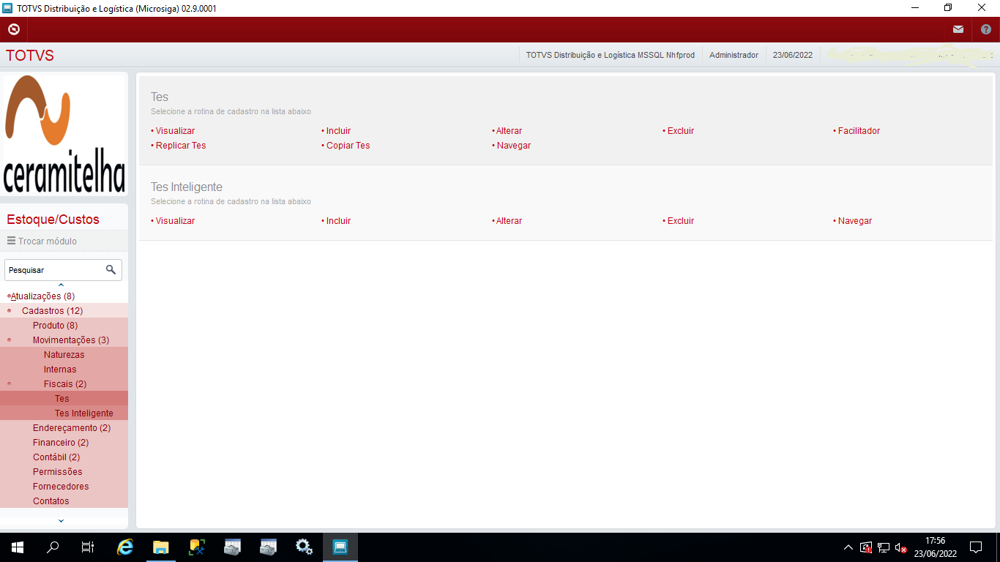 TOTVS Distribuição e Logística (Microsiga) 02.9.0001
TOTVS
TOTVS Distribuição e Logística MSSQL Nhfprod
Administrador
23/06/2022
ceramitelha
Estoque/Custos
Trocar módulo
Pesquisar
Atualizações (8)
Cadastros (12)
Produto (8)
Movimentações (3)
Naturezas
Internas
Fiscais (2)
Tes
Tes Inteligente
Endereçamento (2)
Financeiro (2)
Contábil (2)
Permissões
Fornecedores
Contatos
Tes
Selecione a rotina de cadastro na lista abaixo
• Visualizar • Incluir • Alterar • Excluir • Facilitador
• Replicar Tes • Copiar Tes • Navegar
Tes Inteligente
Selecione a rotina de cadastro na lista abaixo
• Visualizar • Incluir • Alterar • Excluir • Navegar
17:56
23/06/2022